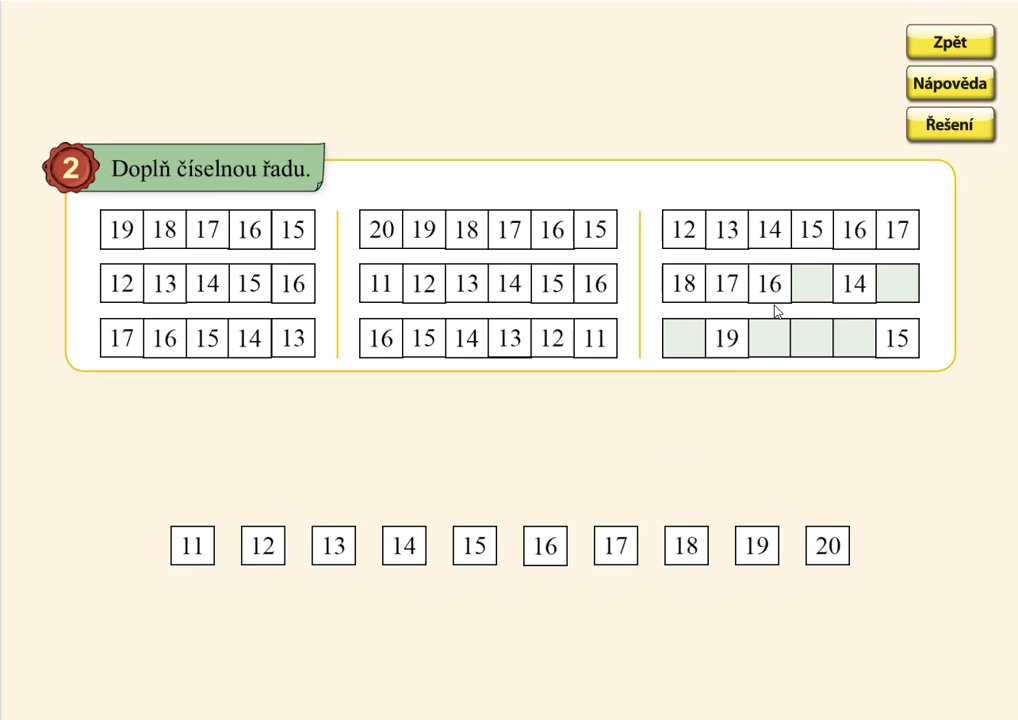 Zpět
Nápověda
Řešení
2 Doplň číselnou řadu.
19 18 17 16 15 20 19 18 17 16 15 12 13 14 15 16 17
12 13 14 15 16 11 12 13 14 15 16 18 17 16 14
17 16 15 14 13 16 15 14 13 12 11 19 15
11 12 13 14 15 16 17 18 19 20